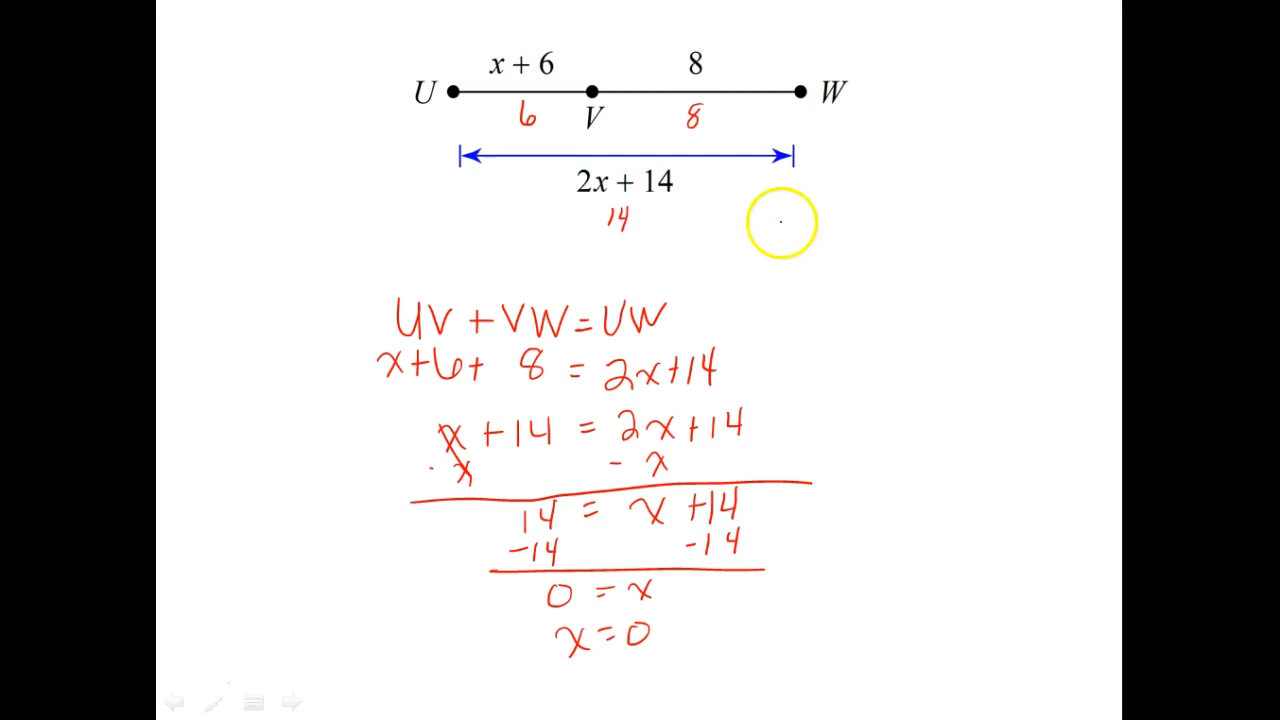 x + 6 8
U V W
6 8
2x + 14
14
UV + VW = UW
x+6+ 8 = 2x+14
x + 14 = 2x + 14
- x - x
14 = x + 14
-14 -14
0 = x
x = 0